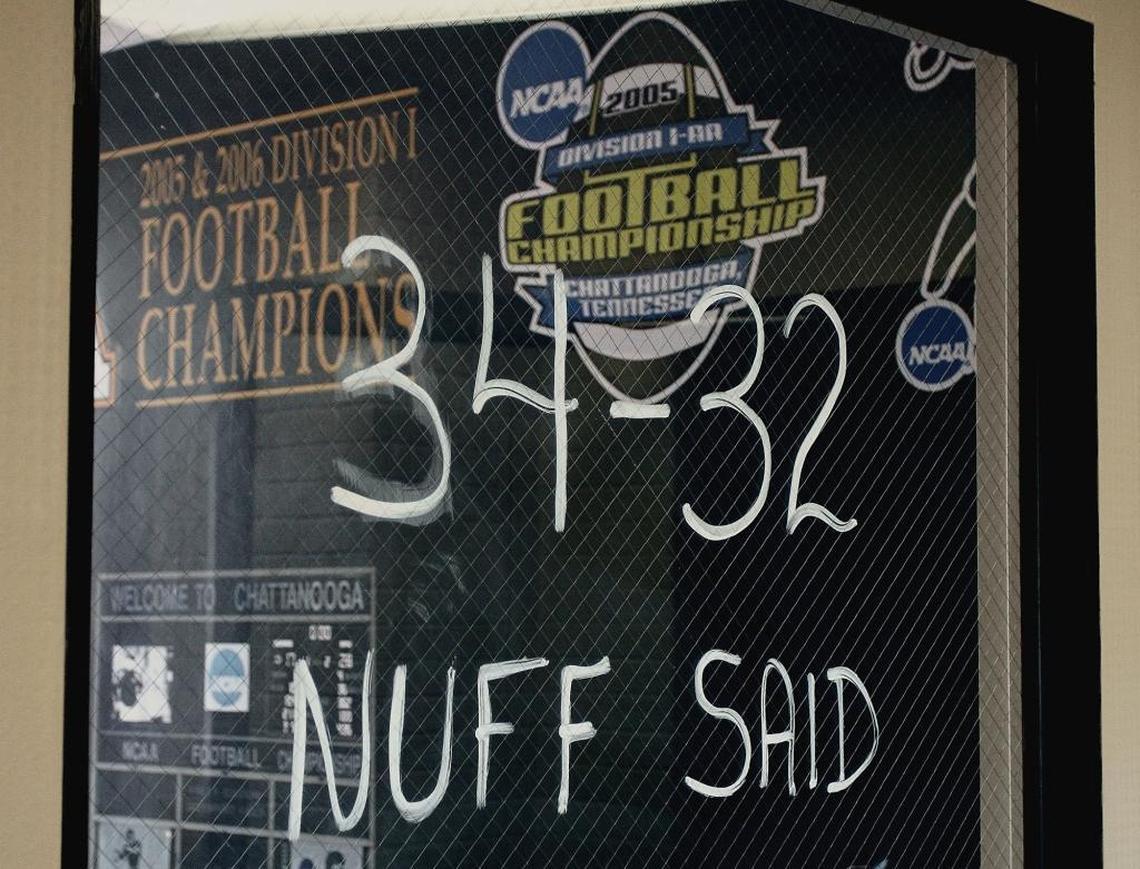 2005 & 2006 DIVISION I
FOOTBALL
CHAMPIONS
NCAA
2005
DIVISION I-AA
FOOTBALL
CHAMPIONSHIP
CHATTANOOGA,
TENNESSEE
NCAA
34-32
WELCOME TO CHATTANOOGA
NCAA FOOTBALL CHAMPIONSHIP
NUFF SAID